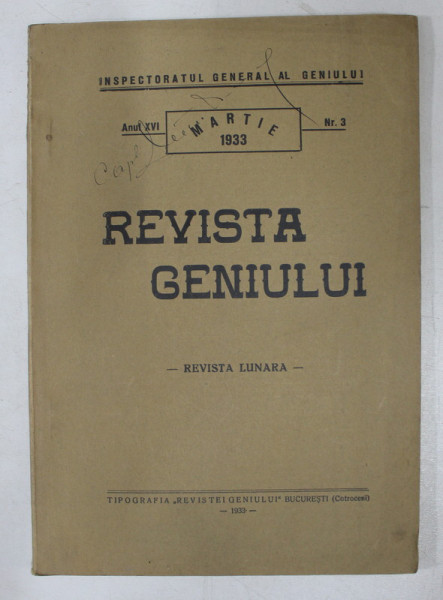 INSPECTORATUL GENERAL AL GENIULUI
Anul XVI
MARTIE
1933
Nr. 3
REVISTA
GENIULUI
— REVISTA LUNARA —
TIPOGRAFIA „REVISTEI GENIULUI" BUCUREȘTI (Cotroceni)
— 1933 —